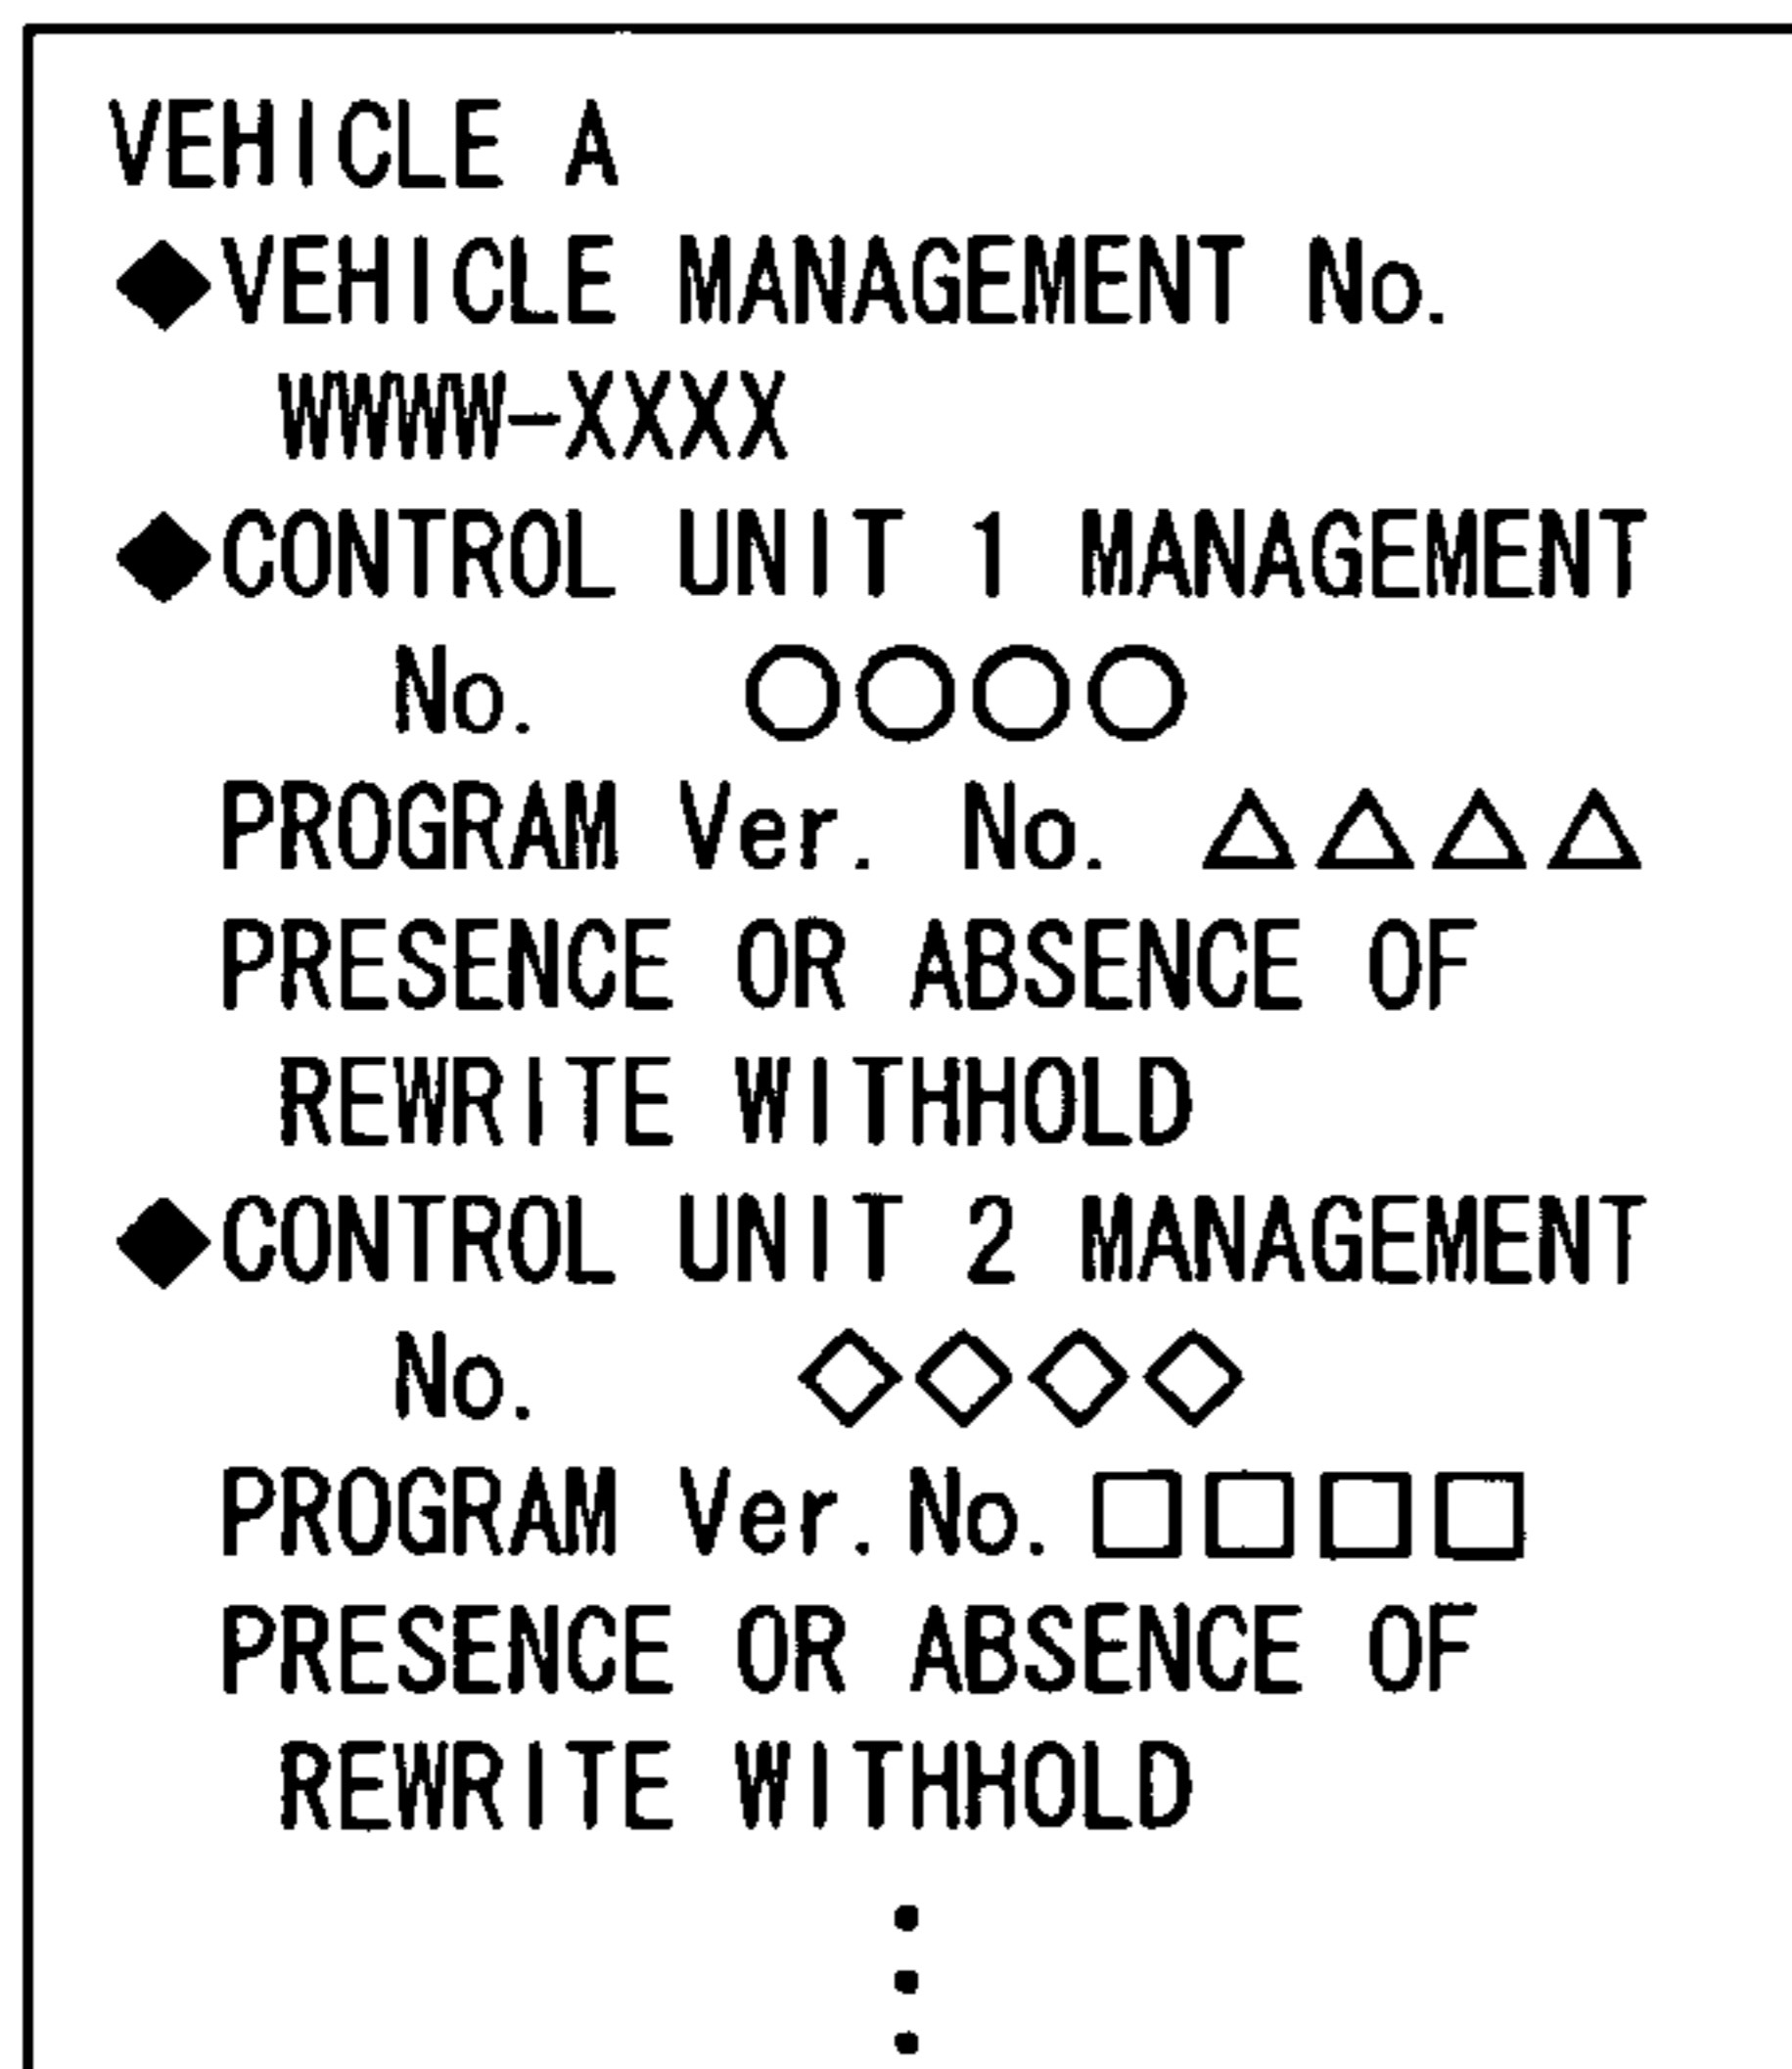 VEHICLE A
◆VEHICLE MANAGEMENT No.
WWWW-XXXX
◆CONTROL UNIT 1 MANAGEMENT
No. ○○○○
PROGRAM Ver. No. △△△△
PRESENCE OR ABSENCE OF
REWRITE WITHHOLD
◆CONTROL UNIT 2 MANAGEMENT
No. ◇◇◇◇
PROGRAM Ver. No. □□□□
PRESENCE OR ABSENCE OF
REWRITE WITHHOLD